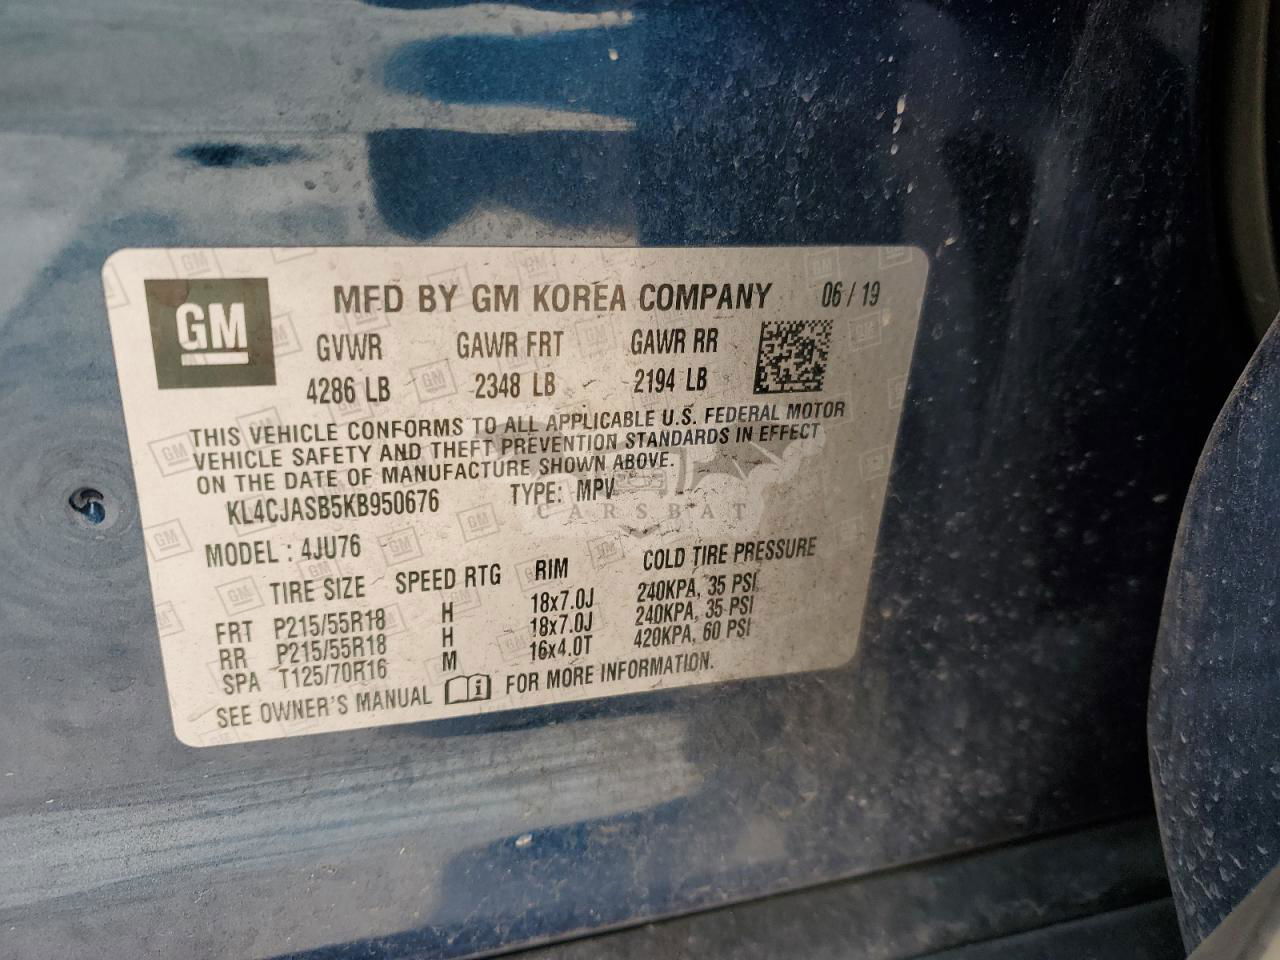 GM
MFD BY GM KOREA COMPANY 06 / 19
GVWR GAWR FRT GAWR RR
4286 LB 2348 LB 2194 LB
THIS VEHICLE CONFORMS TO ALL APPLICABLE U.S. FEDERAL MOTOR
VEHICLE SAFETY AND THEFT PREVENTION STANDARDS IN EFFECT
ON THE DATE OF MANUFACTURE SHOWN ABOVE.
KL4CJASB5KB950676 TYPE: MPV
CARSBAT
MODEL : 4JU76
TIRE SIZE SPEED RTG RIM COLD TIRE PRESSURE
FRT P215/55R18 H 18x7.0J 240KPA, 35 PSI
RR P215/55R18 H 18x7.0J 240KPA, 35 PSI
SPA T125/70R16 M 16x4.0T 420KPA, 60 PSI
SEE OWNER'S MANUAL FOR MORE INFORMATION.